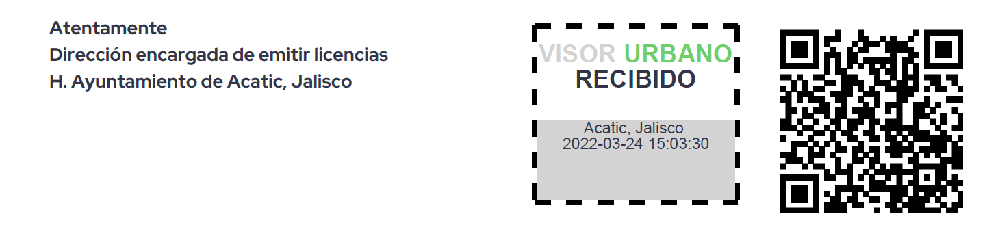 Atentamente
Dirección encargada de emitir licencias
H. Ayuntamiento de Acatic, Jalisco
VISOR URBANO
RECIBIDO
Acatic, Jalisco
2022-03-24 15:03:30